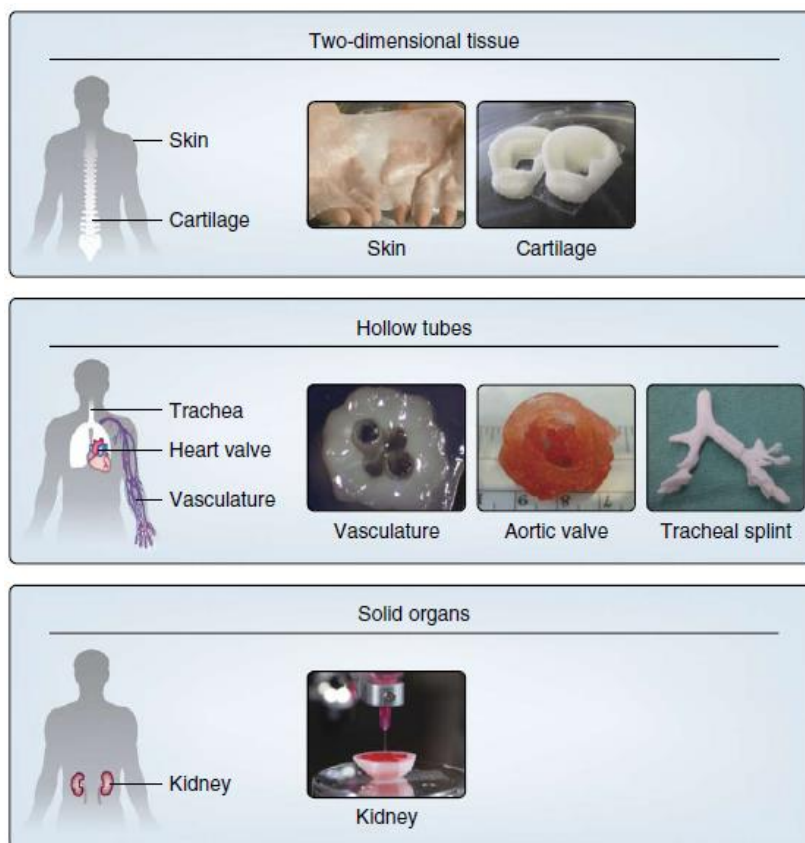 Two-dimensional tissue
Skin
Cartilage
Skin
Cartilage
Hollow tubes
Trachea
Heart valve
Vasculature
Vasculature
Aortic valve
Tracheal splint
Solid organs
Kidney
Kidney